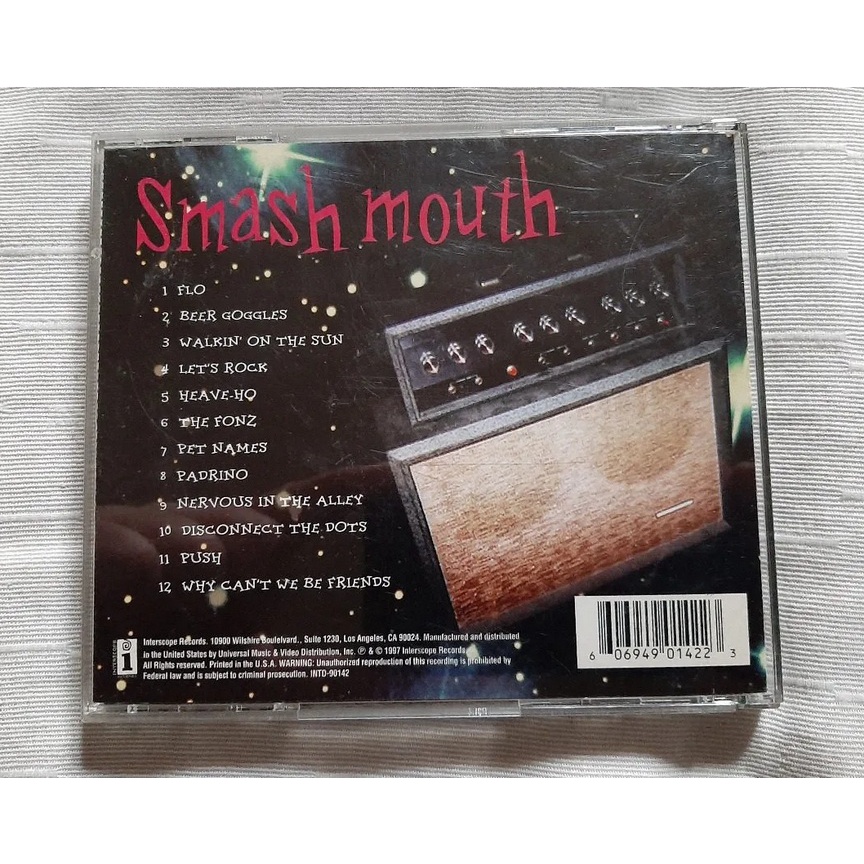 Smash mouth
1 FLO
2 BEER GOGGLES
3 WALKIN' ON THE SUN
4 LET'S ROCK
5 HEAVE-HO
6 THE FONZ
7 PET NAMES
8 PADRINO
9 NERVOUS IN THE ALLEY
10 DISCONNECT THE DOTS
11 PUSH
12 WHY CAN'T WE BE FRIENDS
INTERSCOPE
Interscope Records. 10900 Wilshire Boulelvard., Suite 1230, Los Angeles, CA 90024. Manufactured and distributed
in the United States by Universal Music & Video Distribution, Inc. ℗ & © 1997 Interscope Records.
All Rights reserved. Printed in the U.S.A. WARNING: Unauthorized reproduction of this recording is prohibited by
Federal law and is subject to criminal prosecution. INTD-90142
6 06949 01422 3